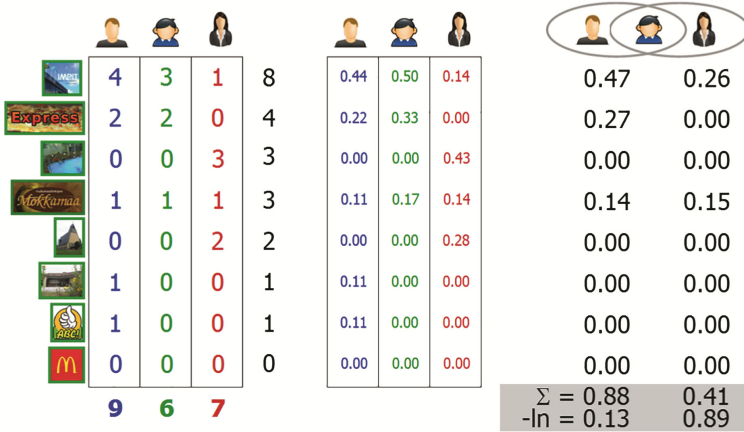 4 3 1 8 0.44 0.50 0.14 0.47 0.26
Express 2 2 0 4 0.22 0.33 0.00 0.27 0.00
0 0 3 3 0.00 0.00 0.43 0.00 0.00
Mokkamaa 1 1 1 3 0.11 0.17 0.14 0.14 0.15
0 0 2 2 0.00 0.00 0.28 0.00 0.00
1 0 0 1 0.11 0.00 0.00 0.00 0.00
ABC! 1 0 0 1 0.11 0.00 0.00 0.00 0.00
0 0 0 0 0.00 0.00 0.00 0.00 0.00
Σ = 0.88 0.41
9 6 7 -ln = 0.13 0.89